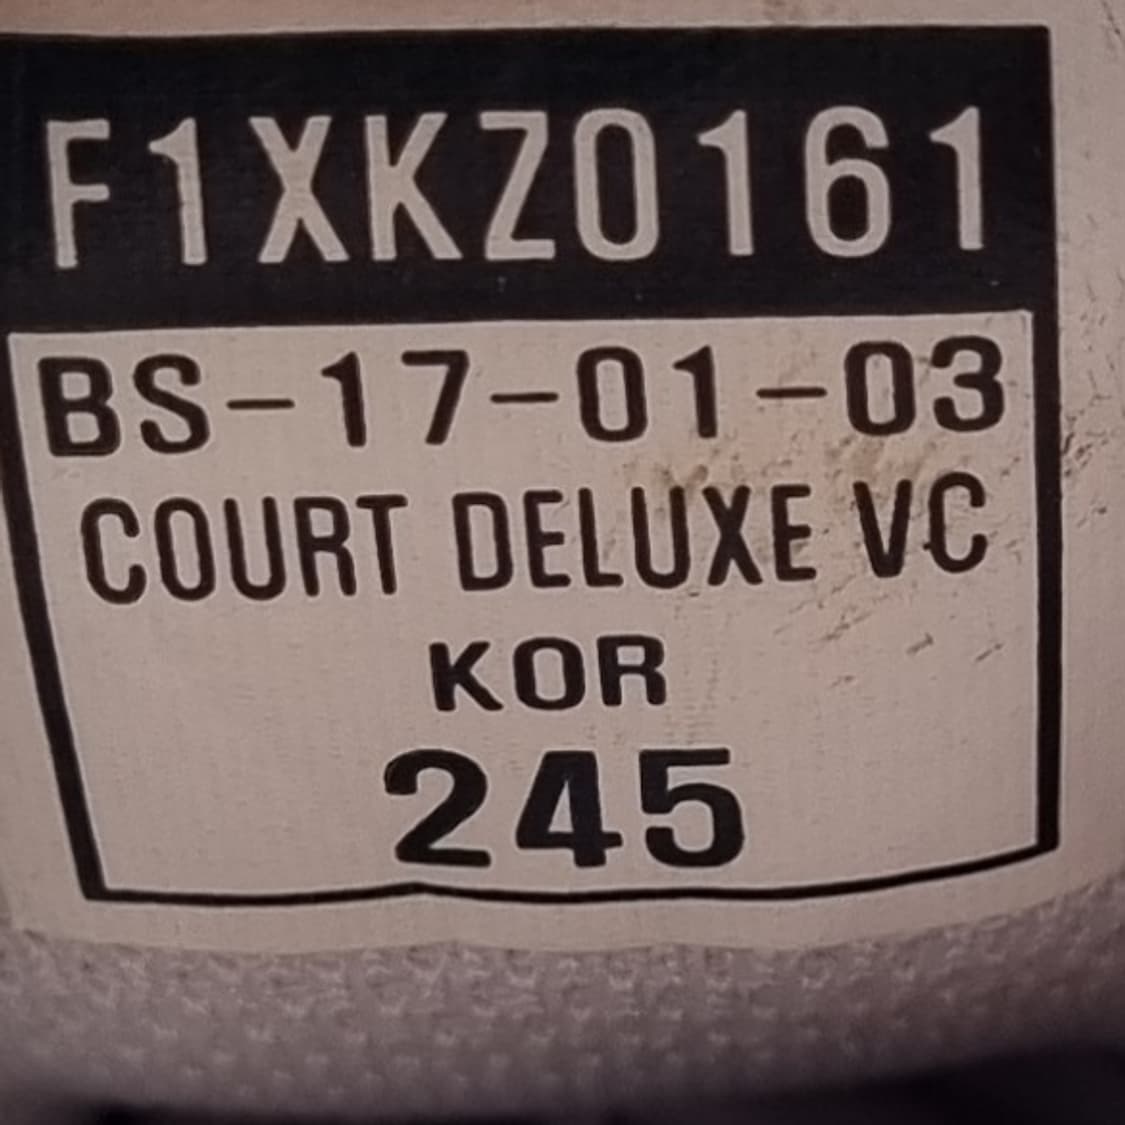 F1XKZ0161
BS-17-01-03
COURT DELUXE VC
KOR
245